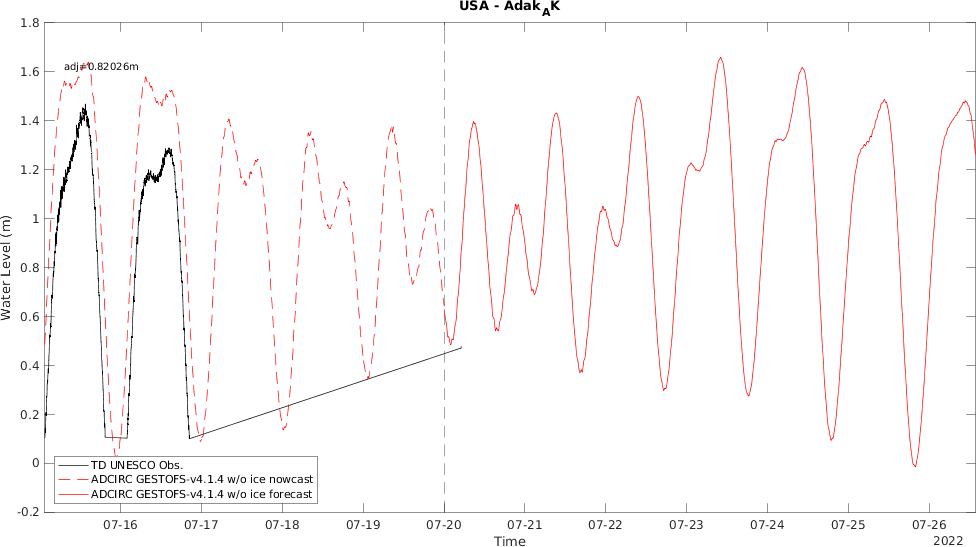 USA - AdakAK
1.8
1.6
1.4
1.2
1
0.8
0.6
0.4
0.2
0
-0.2
Water Level (m)
adj=0.82026m
TD UNESCO Obs.
ADCIRC GESTOFS-v4.1.4 w/o ice nowcast
ADCIRC GESTOFS-v4.1.4 w/o ice forecast
07-16 07-17 07-18 07-19 07-20 07-21 07-22 07-23 07-24 07-25 07-26
Time
2022